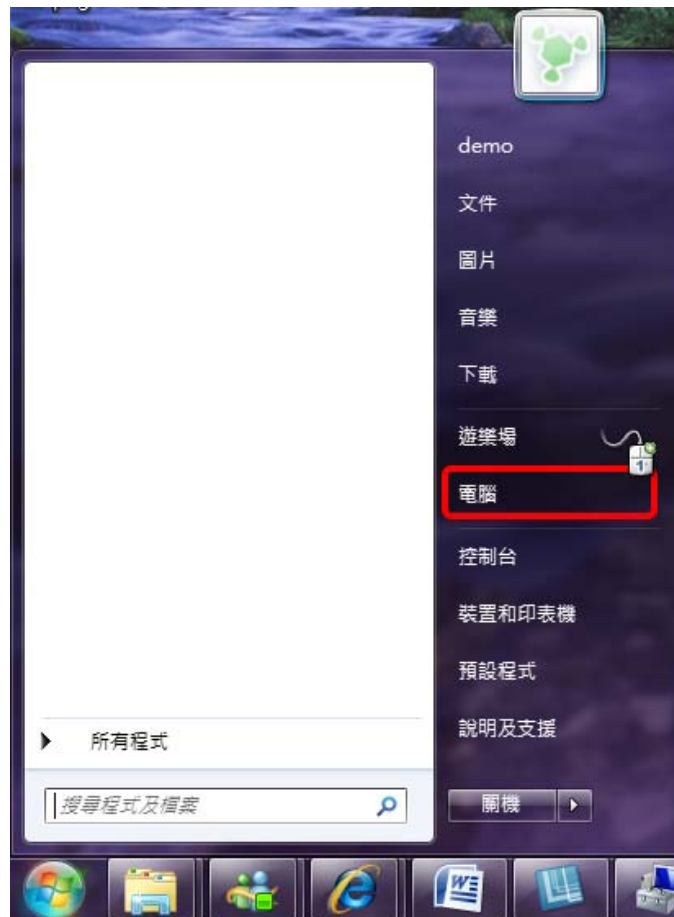 demo
文件
圖片
音樂
下載
遊樂場
1
電腦
控制台
裝置和印表機
預設程式
說明及支援
所有程式
搜尋程式及檔案
關機